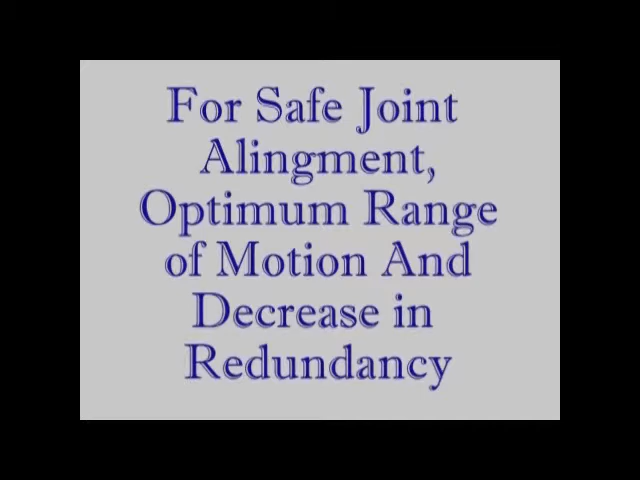 For Safe Joint
Alingment,
Optimum Range
of Motion And
Decrease in
Redundancy